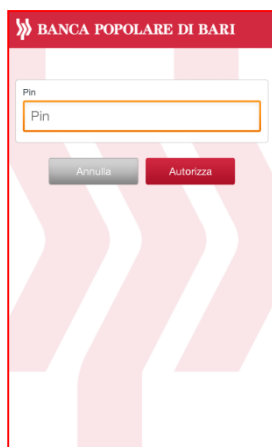 BANCA POPOLARE DI BARI
Pin
Pin
Annulla
Autorizza